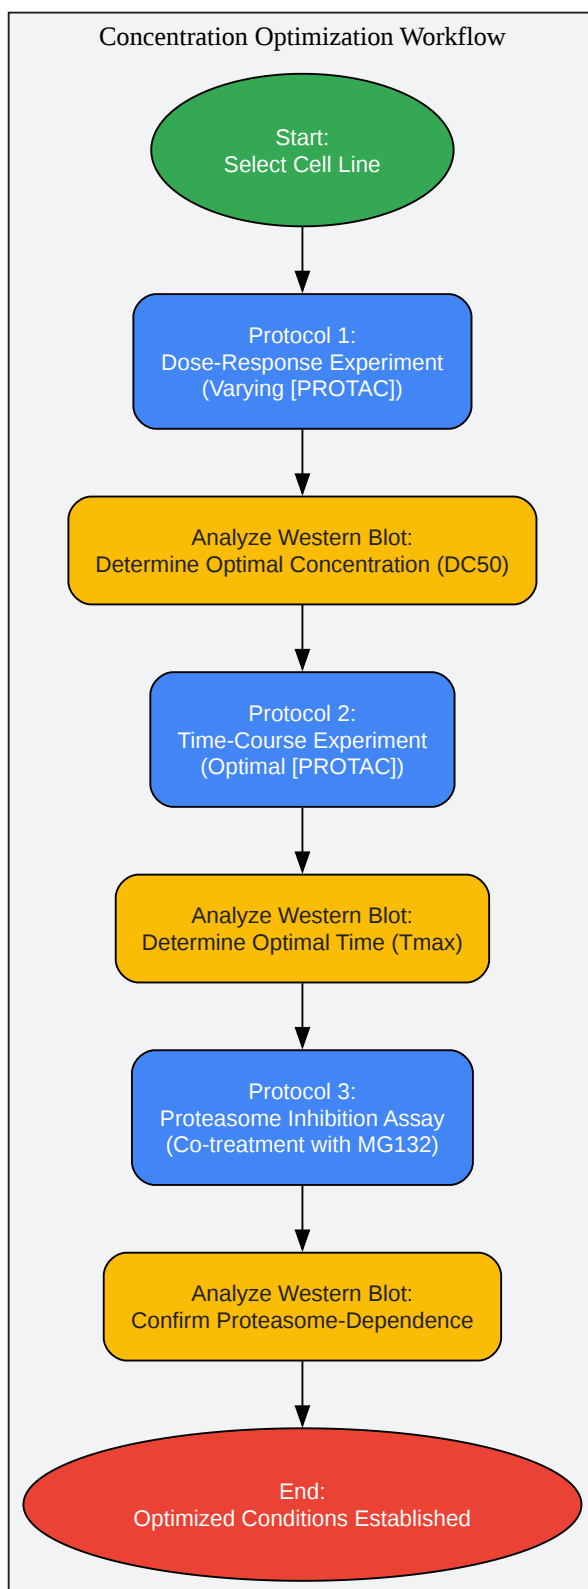 Concentration Optimization Workflow
Start:
Select Cell Line
Protocol 1:
Dose-Response Experiment
(Varying [PROTAC])
Analyze Western Blot:
Determine Optimal Concentration (DC50)
Protocol 2:
Time-Course Experiment
(Optimal [PROTAC])
Analyze Western Blot:
Determine Optimal Time (Tmax)
Protocol 3:
Proteasome Inhibition Assay
(Co-treatment with MG132)
Analyze Western Blot:
Confirm Proteasome-Dependence
End:
Optimized Conditions Established